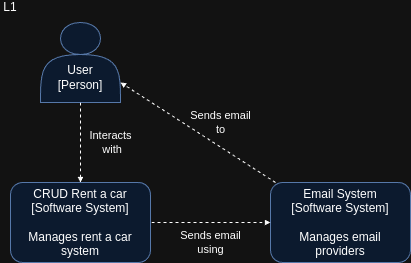 L1
User
[Person]
Sends email
to
Interacts
with
CRUD Rent a car
[Software System]
Manages rent a car
system
Sends email
using
Email System
[Software System]
Manages email
providers